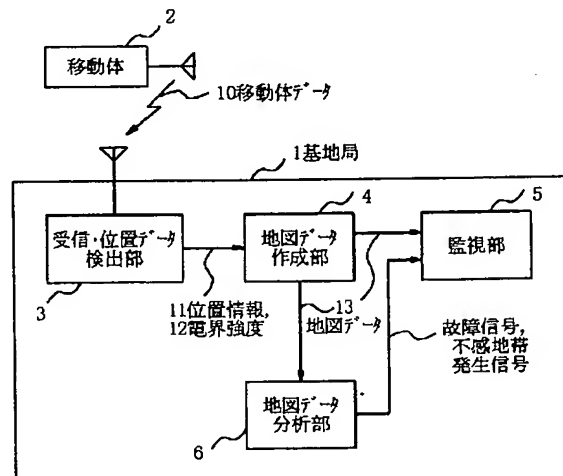 2
移動体
10移動体データ
1基地局
4
5
受信・位置データ
検出部
地図データ
作成部
監視部
3
11位置情報,
12電界強度
13
地図データ
故障信号,
不感地帯
発生信号
地図データ
分析部
6